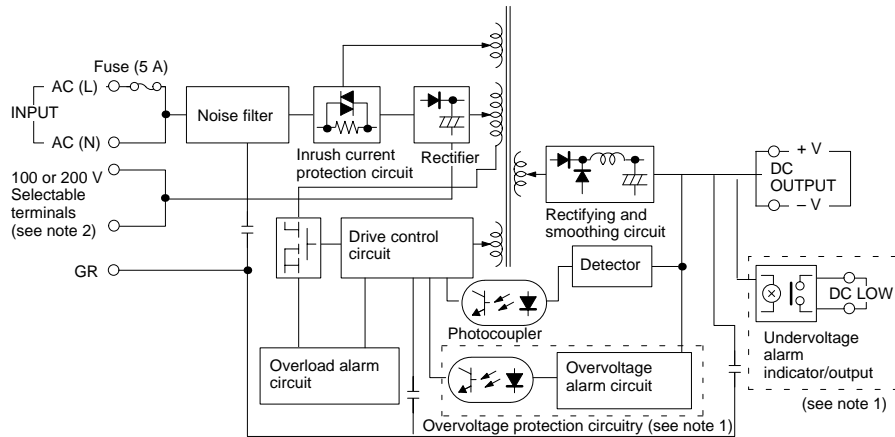 Fuse (5 A)
AC (L)
INPUT
AC (N)
Noise filter
Inrush current
protection circuit
Rectifier
100 or 200 V
Selectable
terminals
(see note 2)
GR
Drive control
circuit
Rectifying and
smoothing circuit
+ V
DC
OUTPUT
– V
Detector
Photocoupler
DC LOW
Undervoltage
alarm
indicator/output
(see note 1)
Overload alarm
circuit
Overvoltage
alarm circuit
Overvoltage protection circuitry (see note 1)